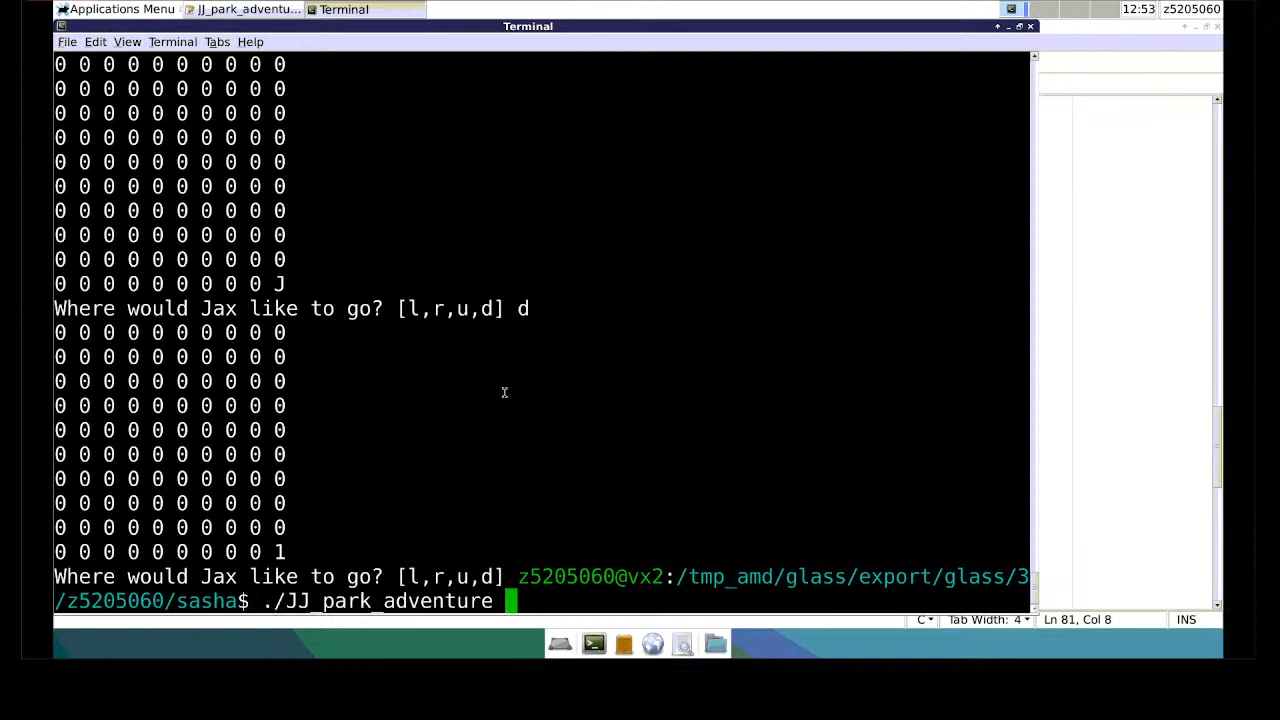 Applications Menu JJ_park_adventu... Terminal 12:53 z5205060
Terminal
File Edit View Terminal Tabs Help
0 0 0 0 0 0 0 0 0 0
0 0 0 0 0 0 0 0 0 0
0 0 0 0 0 0 0 0 0 0
0 0 0 0 0 0 0 0 0 0
0 0 0 0 0 0 0 0 0 0
0 0 0 0 0 0 0 0 0 0
0 0 0 0 0 0 0 0 0 0
0 0 0 0 0 0 0 0 0 0
0 0 0 0 0 0 0 0 0 0
0 0 0 0 0 0 0 0 0 J
Where would Jax like to go? [l,r,u,d] d
0 0 0 0 0 0 0 0 0 0
0 0 0 0 0 0 0 0 0 0
0 0 0 0 0 0 0 0 0 0
0 0 0 0 0 0 0 0 0 0
0 0 0 0 0 0 0 0 0 0
0 0 0 0 0 0 0 0 0 0
0 0 0 0 0 0 0 0 0 0
0 0 0 0 0 0 0 0 0 0
0 0 0 0 0 0 0 0 0 0
0 0 0 0 0 0 0 0 0 1
Where would Jax like to go? [l,r,u,d] z5205060@vx2:/tmp_amd/glass/export/glass/3
/z5205060/sasha$ ./JJ_park_adventure
C Tab Width: 4 Ln 81, Col 8 INS